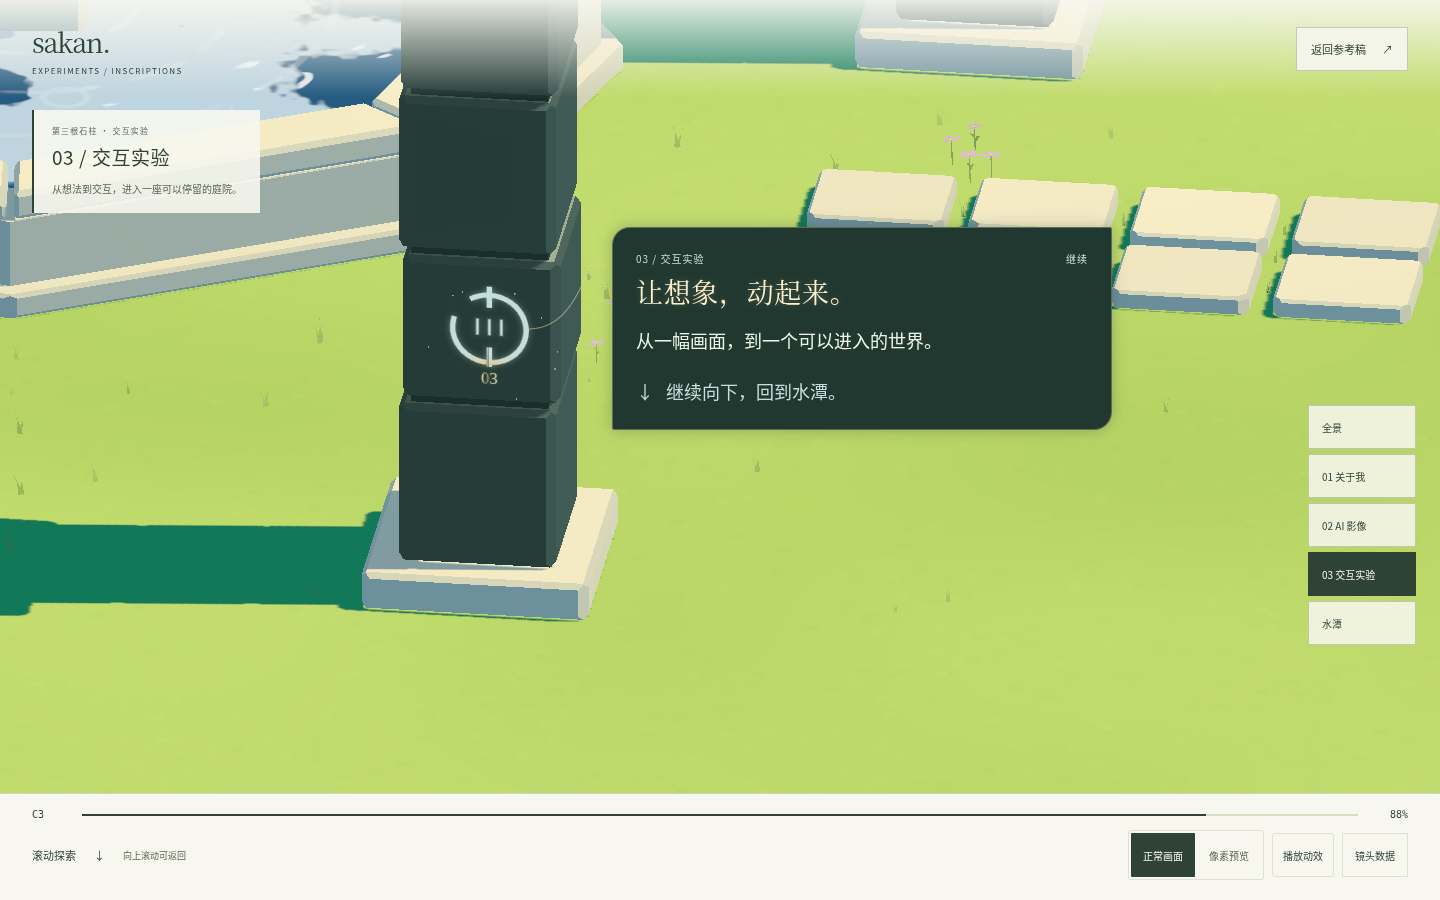 sakan.
EXPERIMENTS / INSCRIPTIONS
返回参考稿 ↗
第三根石柱 · 交互实验
03 / 交互实验
从想法到交互，进入一座可以停留的庭院。
03 / 交互实验
继续
让想象，动起来。
从一幅画面，到一个可以进入的世界。
↓ 继续向下，回到水潭。
03
全景
01 关于我
02 AI 影像
03 交互实验
水潭
C3
88%
滚动探索 ↓ 向上滚动可返回
正常画面
像素预览
播放动效
镜头数据